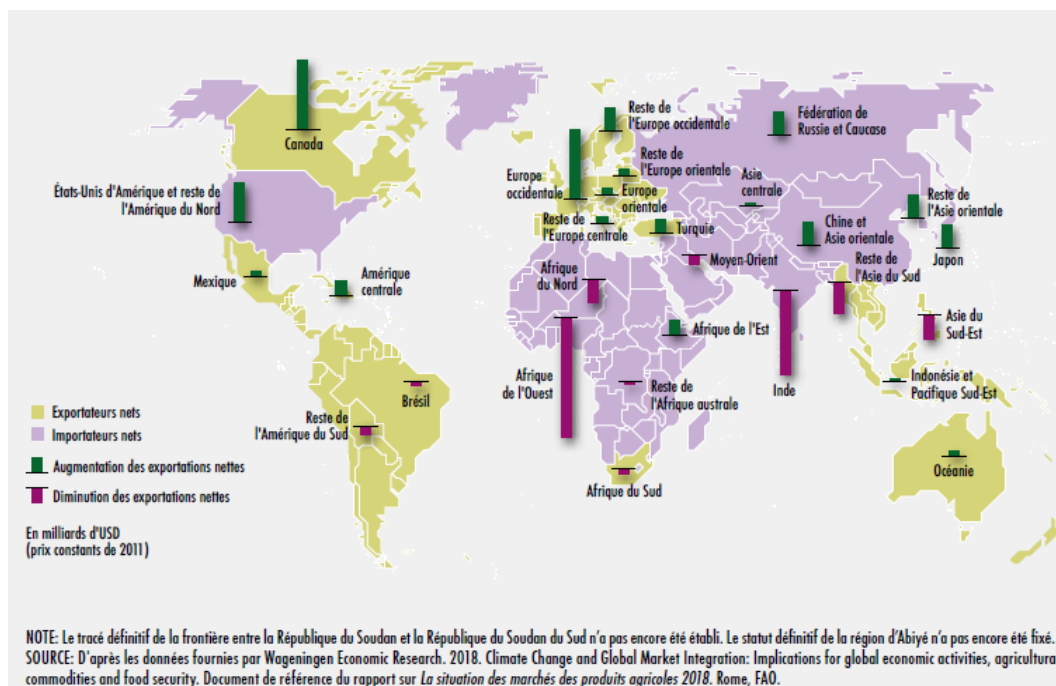 Canada
Reste de
l'Europe occidentale
Fédération de
Russie et Caucase
États-Unis d'Amérique et reste de
l'Amérique du Nord
Europe
occidentale
Reste de
l'Europe orientale
Europe
orientale
Asie
centrale
Reste de
l'Asie orientale
Reste de
l'Europe centrale
Turquie
Chine et
Asie orientale
Japon
Mexique
Amérique
centrale
Afrique
du Nord
Moyen-Orient
Reste de
l'Asie du Sud
Afrique de l'Est
Asie du
Sud-Est
Afrique
de l'Ouest
Brésil
Reste de
l'Afrique australe
Inde
Indonésie et
Pacifique Sud-Est
Reste de
l'Amérique du Sud
Afrique du Sud
Océanie
Exportateurs nets
Importateurs nets
Augmentation des exportations nettes
Diminution des exportations nettes
En milliards d'USD
(prix constants de 2011)
NOTE: Le tracé définitif de la frontière entre la République du Soudan et la République du Soudan du Sud n'a pas encore été établi. Le statut définitif de la région d'Abiyé n'a pas encore été fixé.
SOURCE: D'après les données fournies par Wageningen Economic Research. 2018. Climate Change and Global Market Integration: Implications for global economic activities, agricultura
commodities and food security. Document de référence du rapport sur La situation des marchés des produits agricoles 2018. Rome, FAO.